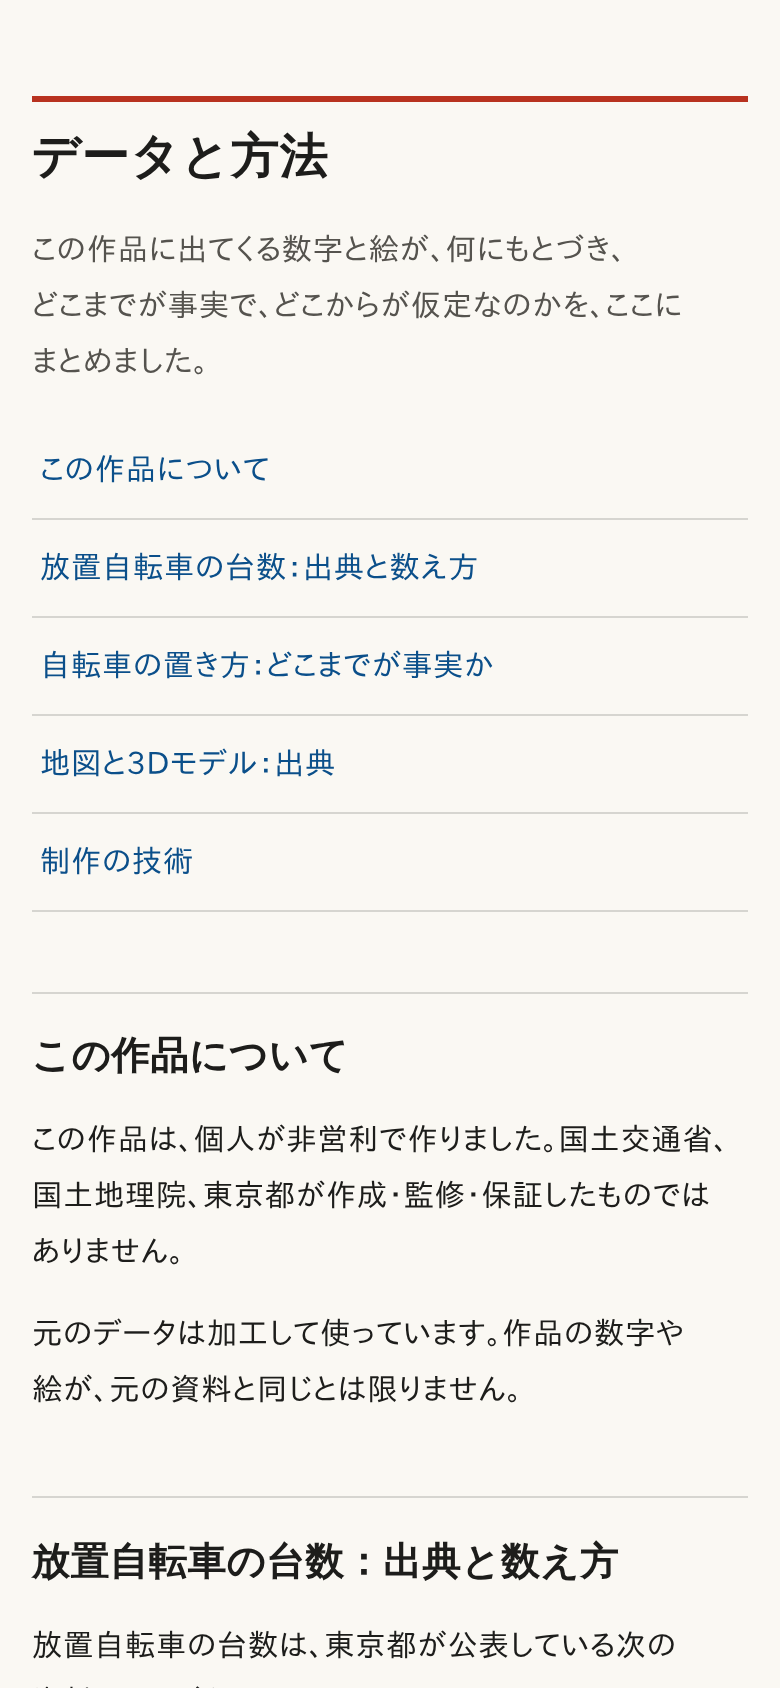 データと方法
この作品に出てくる数字と絵が、何にもとづき、
どこまでが事実で、どこからが仮定なのかを、ここに
まとめました。
この作品について
放置自転車の台数：出典と数え方
自転車の置き方：どこまでが事実か
地図と3Dモデル：出典
制作の技術
この作品について
この作品は、個人が非営利で作りました。国土交通省、
国土地理院、東京都が作成・監修・保証したものでは
ありません。
元のデータは加工して使っています。作品の数字や
絵が、元の資料と同じとは限りません。
放置自転車の台数：出典と数え方
放置自転車の台数は、東京都が公表している次の